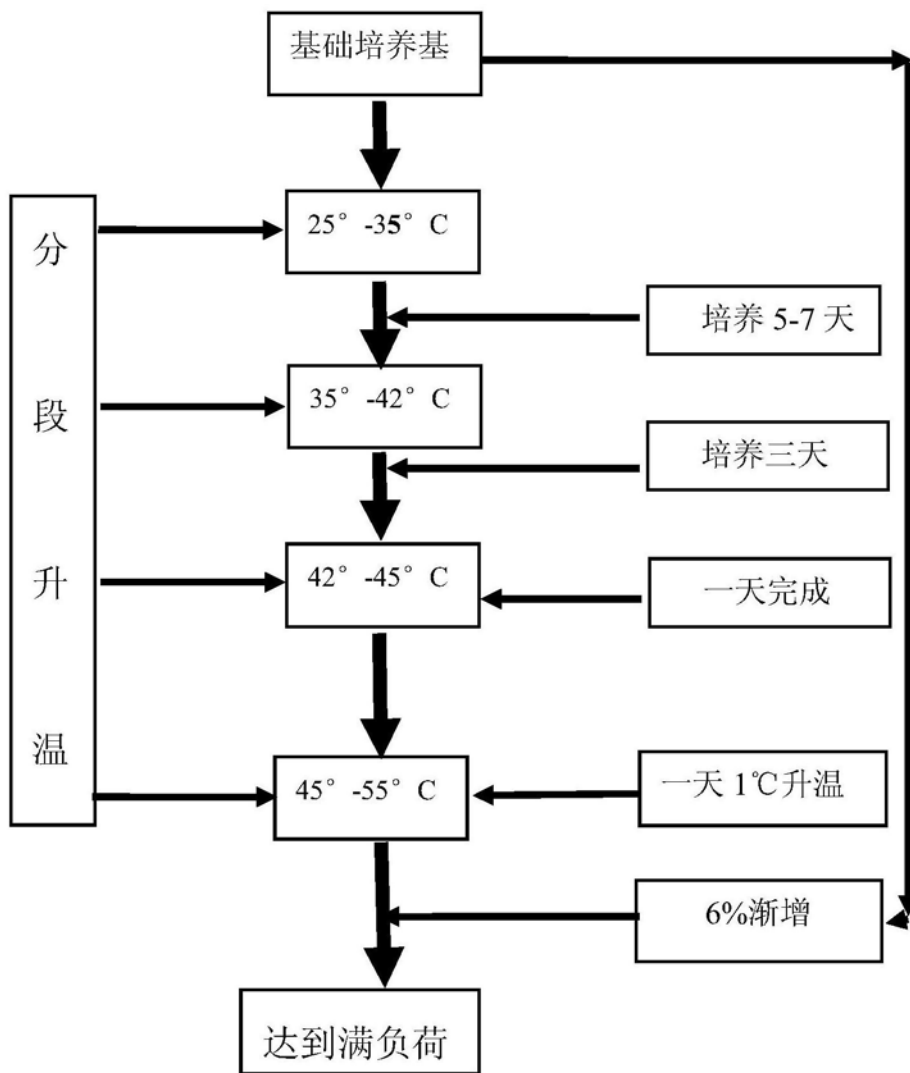 基础培养基
25° -35° C
培养 5-7 天
35° -42° C
培养三天
42° -45° C
一天完成
45° -55° C
一天 1℃升温
6%渐增
达到满负荷
分
段
升
温